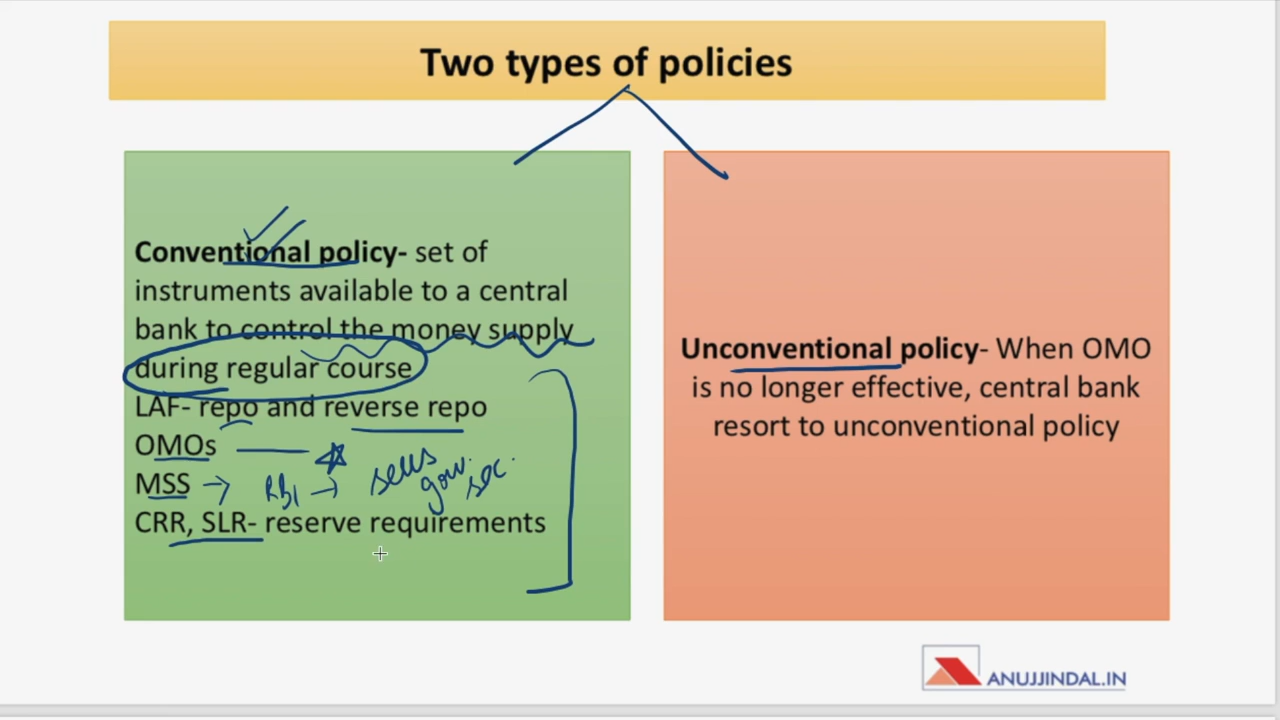 Two types of policies
Conventional policy- set of
instruments available to a central
bank to control the money supply
during regular course
LAF- repo and reverse repo
OMOs
MSS → RBI → sells gov. sec.
CRR, SLR- reserve requirements
Unconventional policy- When OMO
is no longer effective, central bank
resort to unconventional policy
ANUJJINDAL.IN